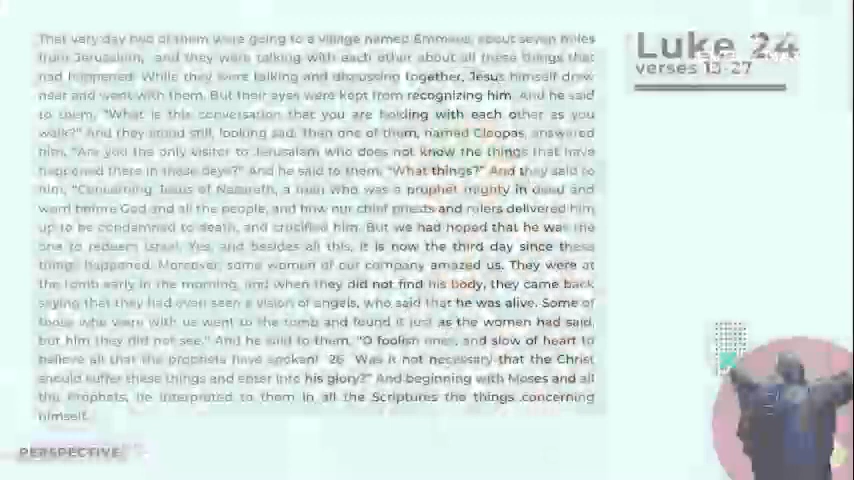 That very day two of them were going to a village named Emmaus, about seven miles
from Jerusalem, and they were talking with each other about all these things that
had happened. While they were talking and discussing together, Jesus himself drew
near and went with them. But their eyes were kept from recognizing him. And he said
to them, "What is this conversation that you are holding with each other as you
walk?" And they stood still, looking sad. Then one of them, named Cleopas, answered
him, "Are you the only visitor to Jerusalem who does not know the things that have
happened there in these days?" And he said to them, "What things?" And they said to
him, "Concerning Jesus of Nazareth, a man who was a prophet mighty in deed and
word before God and all the people, and how our chief priests and rulers delivered him
up to be condemned to death, and crucified him. But we had hoped that he was the
one to redeem Israel. Yes, and besides all this, it is now the third day since these
things happened. Moreover, some women of our company amazed us. They were at
the tomb early in the morning, and when they did not find his body, they came back
saying that they had even seen a vision of angels, who said that he was alive. Some of
those who were with us went to the tomb and found it just as the women had said,
but him they did not see." And he said to them, "O foolish ones, and slow of heart to
believe all that the prophets have spoken! 26 Was it not necessary that the Christ
should suffer these things and enter into his glory?" And beginning with Moses and all
the Prophets, he interpreted to them in all the Scriptures the things concerning
himself.
Luke 24
verses 13-27
PERSPECTIVE